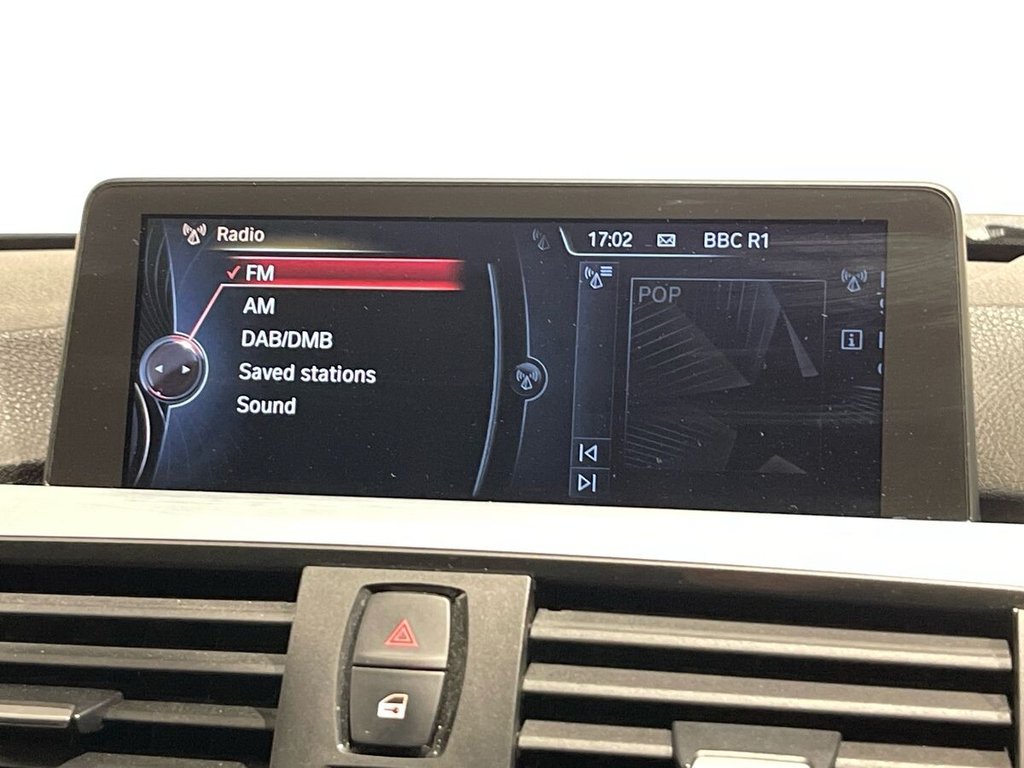 Radio
17:02 BBC R1
FM
AM
DAB/DMB
Saved stations
Sound
POP